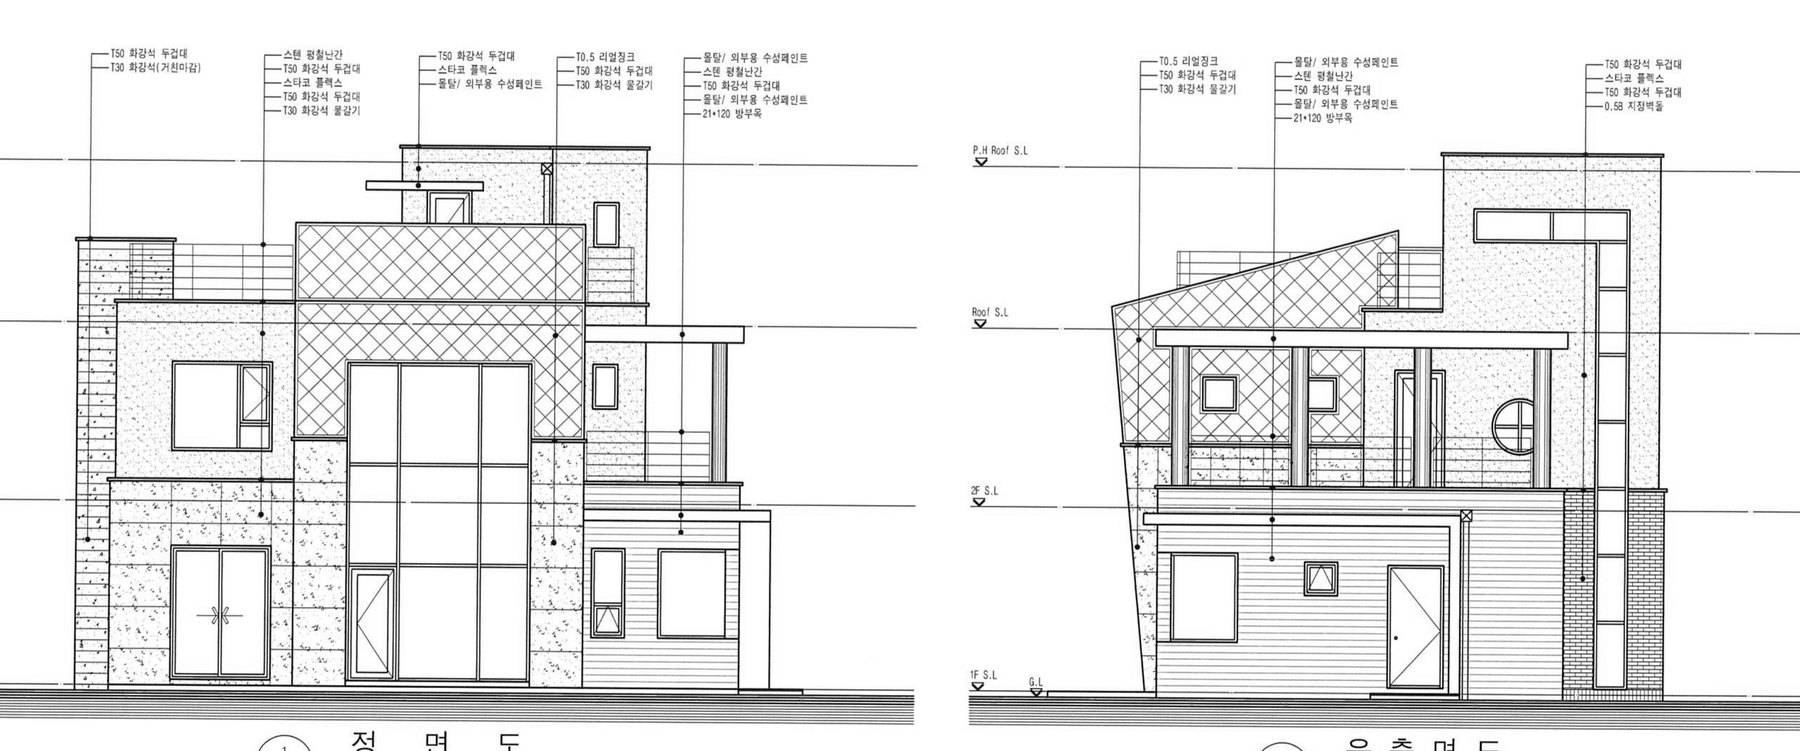 T50 화강석 두겁대
T30 화강석(거친마감)
스텐 평철난간
T50 화강석 두겁대
스타코 플렉스
T50 화강석 두겁대
T30 화강석 물갈기
T50 화강석 두겁대
스타코 플렉스
몰탈/ 외부용 수성페인트
T0.5 리얼징크
T50 화강석 두겁대
T30 화강석 물갈기
몰탈/ 외부용 수성페인트
스텐 평철난간
T50 화강석 두겁대
몰탈/ 외부용 수성페인트
21*120 방부목
1
정 면 도
T0.5 리얼징크
T50 화강석 두겁대
T30 화강석 물갈기
몰탈/ 외부용 수성페인트
스텐 평철난간
T50 화강석 두겁대
몰탈/ 외부용 수성페인트
21*120 방부목
T50 화강석 두겁대
스타코 플렉스
T50 화강석 두겁대
0.5B 지정벽돌
P.H Roof S.L
Roof S.L
2F S.L
1F S.L
G.L